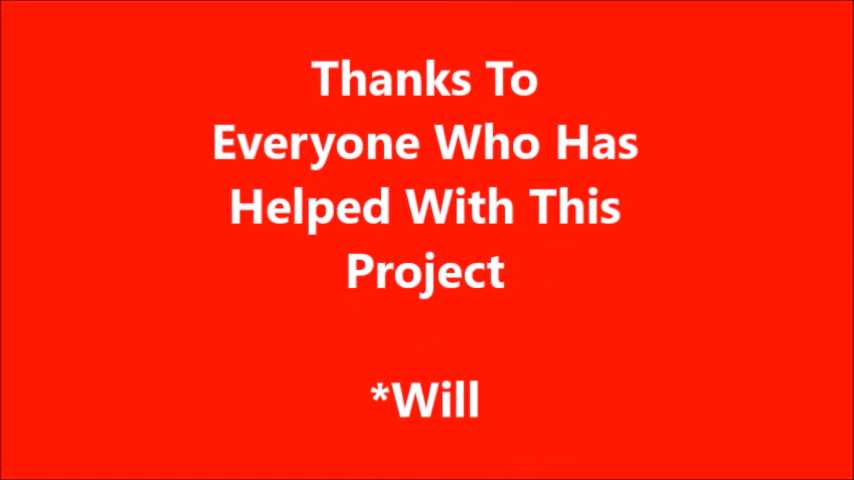 Thanks To
Everyone Who Has
Helped With This
Project
*Will